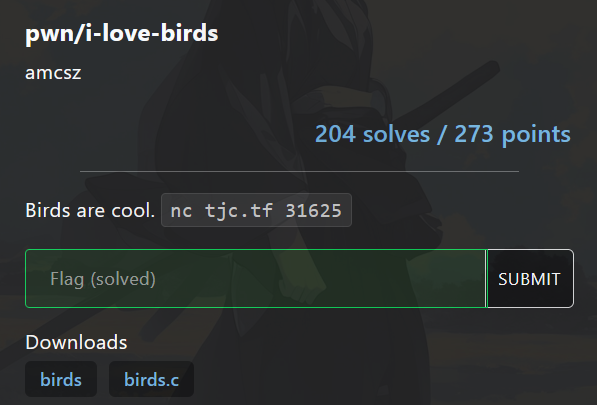 pwn/i-love-birds
amcsz
204 solves / 273 points
Birds are cool. nc tjc.tf 31625
Flag (solved) SUBMIT
Downloads
birds birds.c